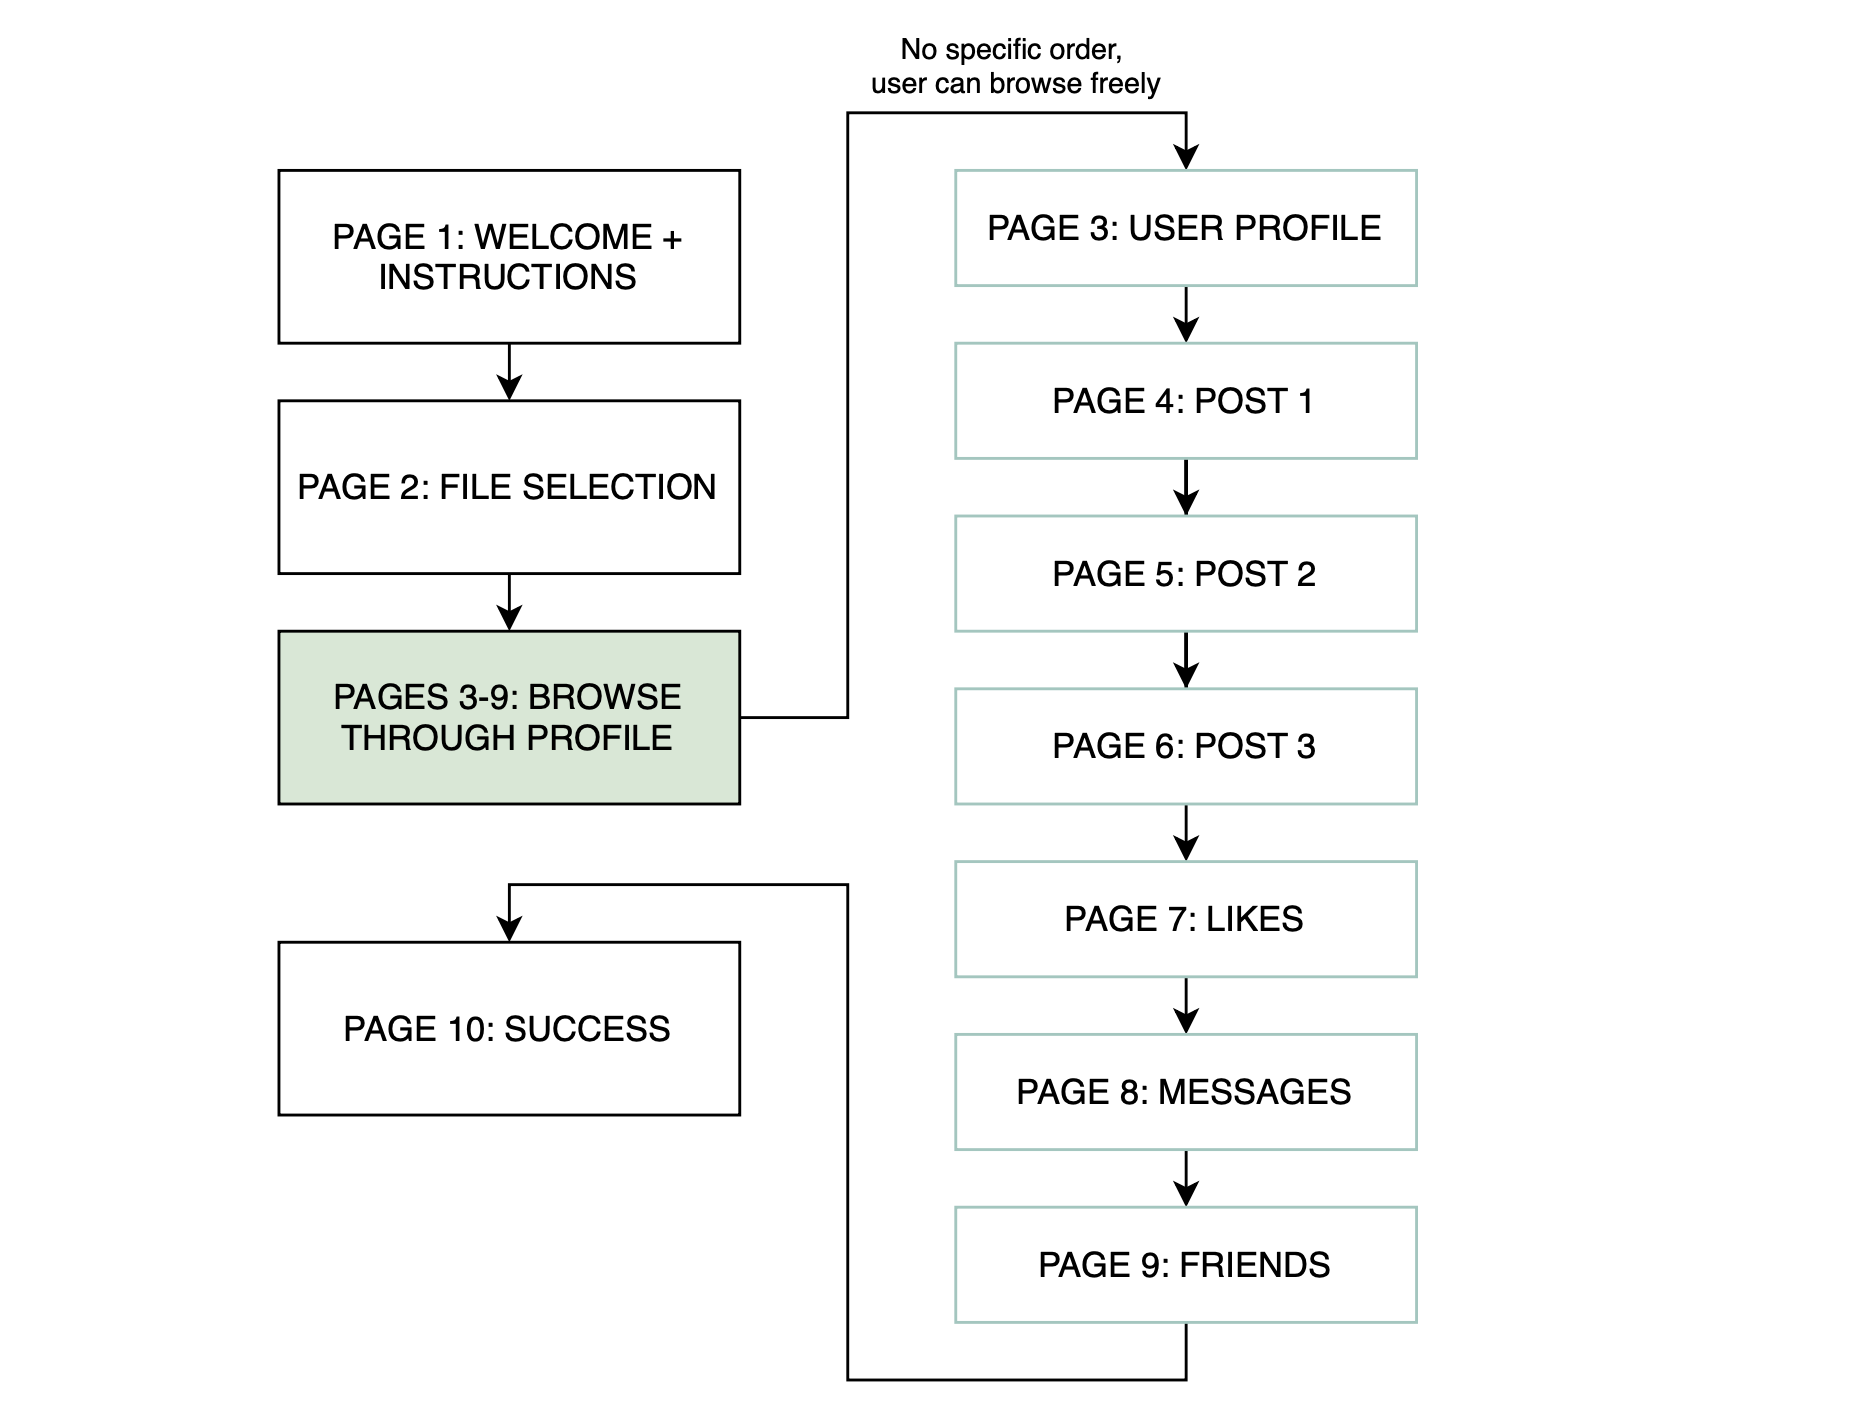 No specific order,
user can browse freely
PAGE 1: WELCOME +
INSTRUCTIONS
PAGE 2: FILE SELECTION
PAGES 3-9: BROWSE
THROUGH PROFILE
PAGE 3: USER PROFILE
PAGE 4: POST 1
PAGE 5: POST 2
PAGE 6: POST 3
PAGE 7: LIKES
PAGE 8: MESSAGES
PAGE 9: FRIENDS
PAGE 10: SUCCESS